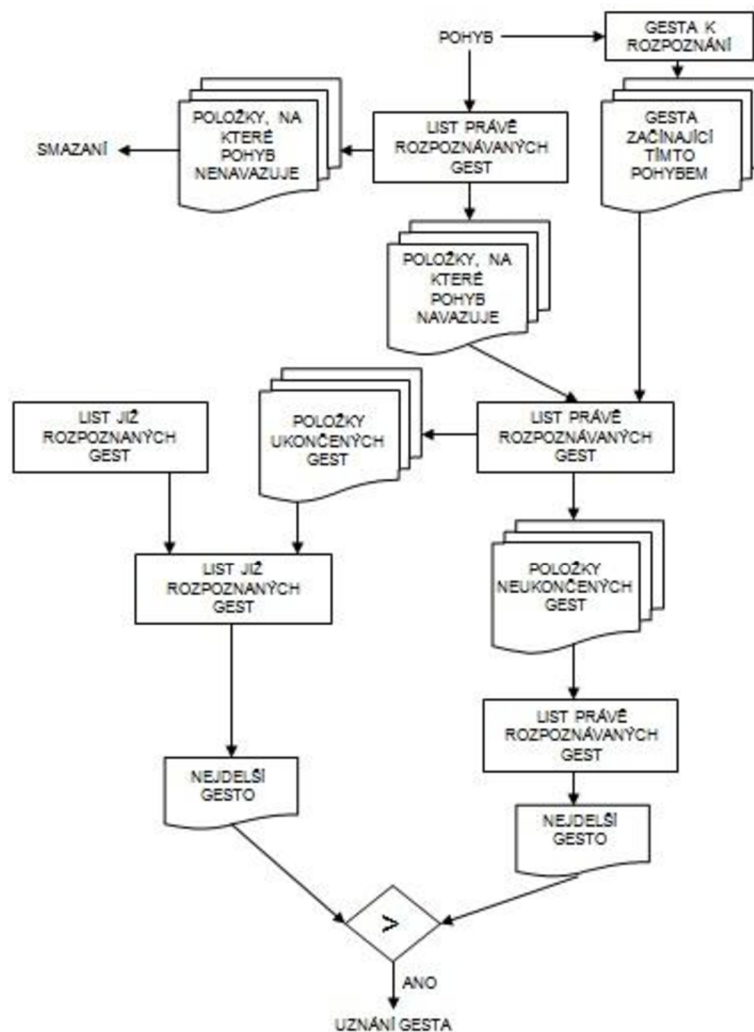 GESTA K
ROZPOZNÁNÍ
POHYB
POLOŽKY, NA
KTERÉ
POHYB
NENAVAZUJE
SMAZANÍ
LIST PRÁVĚ
ROZPOZNÁVANÝCH
GEST
GESTA
ZAČÍNAJÍCÍ
TÍMTO
POHYBEM
POLOŽKY, NA
KTERÉ
POHYB
NAVAZUJE
LIST JIŽ
ROZPOZNANÝCH
GEST
POLOŽKY
UKONČENÝCH
GEST
LIST PRÁVĚ
ROZPOZNÁVANÝCH
GEST
LIST JIŽ
ROZPOZNANÝCH
GEST
POLOŽKY
NEUKONČENÝCH
GEST
LIST PRÁVĚ
ROZPOZNÁVANÝCH
GEST
NEJDELŠÍ
GESTO
NEJDELŠÍ
GESTO
>
ANO
UZNÁNÍ GESTA